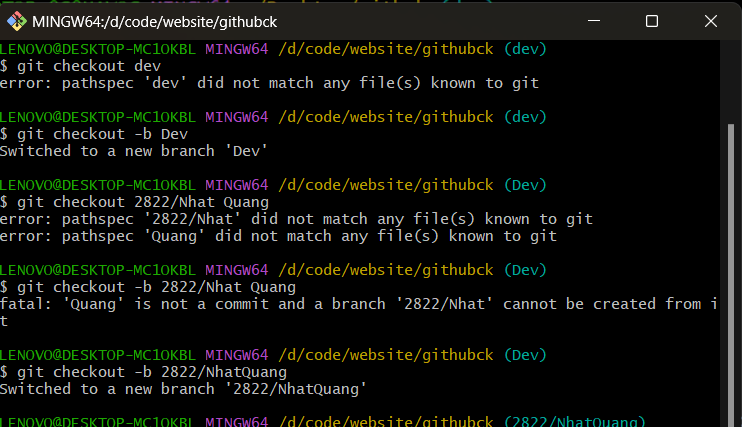 MINGW64:/d/code/website/githubck
LENOVO@DESKTOP-MC1OKBL MINGW64 /d/code/website/githubck (dev)
$ git checkout dev
error: pathspec 'dev' did not match any file(s) known to git
LENOVO@DESKTOP-MC1OKBL MINGW64 /d/code/website/githubck (dev)
$ git checkout -b Dev
Switched to a new branch 'Dev'
LENOVO@DESKTOP-MC1OKBL MINGW64 /d/code/website/githubck (Dev)
$ git checkout 2822/Nhat Quang
error: pathspec '2822/Nhat' did not match any file(s) known to git
error: pathspec 'Quang' did not match any file(s) known to git
LENOVO@DESKTOP-MC1OKBL MINGW64 /d/code/website/githubck (Dev)
$ git checkout -b 2822/Nhat Quang
fatal: 'Quang' is not a commit and a branch '2822/Nhat' cannot be created from i
t
LENOVO@DESKTOP-MC1OKBL MINGW64 /d/code/website/githubck (Dev)
$ git checkout -b 2822/NhatQuang
Switched to a new branch '2822/NhatQuang'
LENOVO@DESKTOP-MC1OKBL MINGW64 /d/code/website/githubck (2822/NhatQuang)